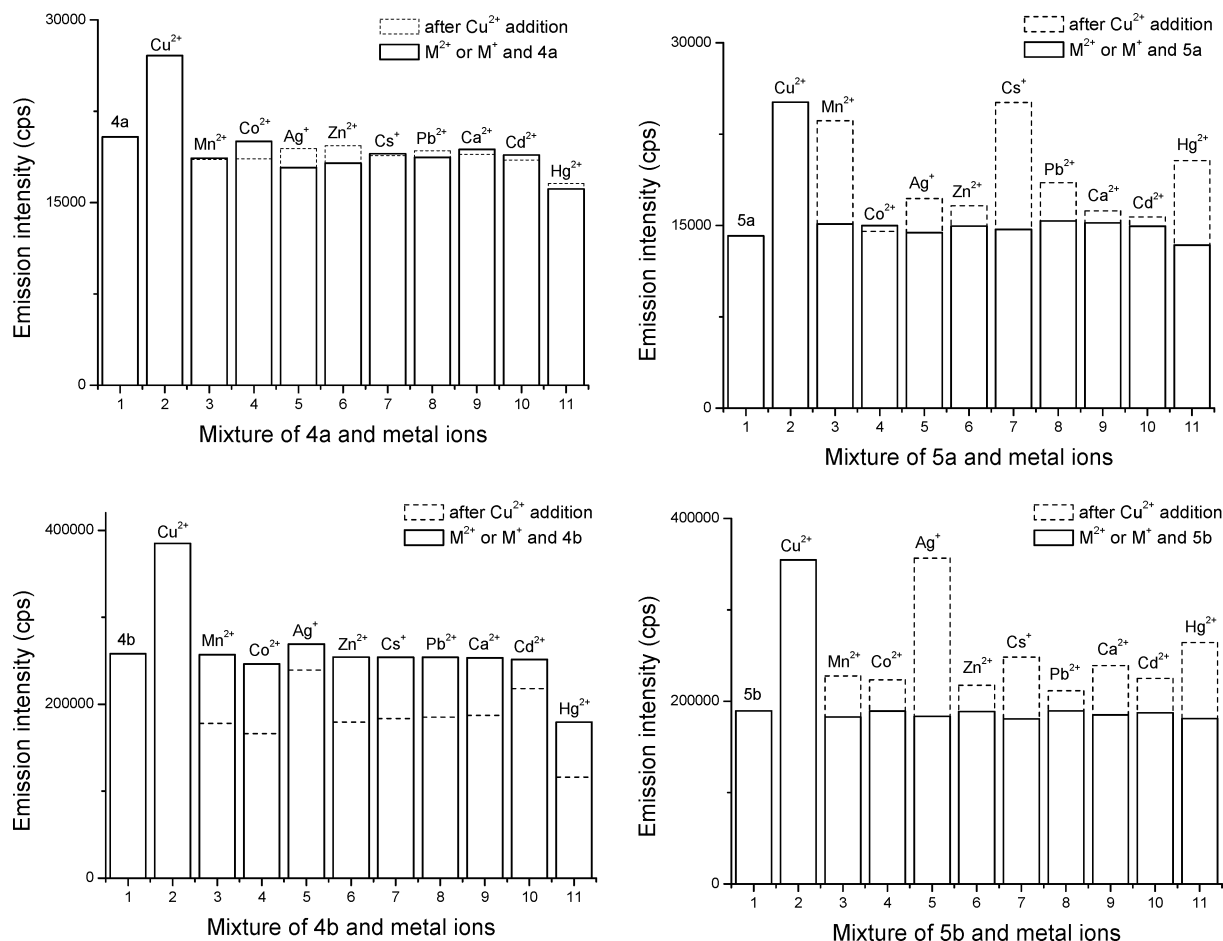 after Cu²⁺ addition
M²⁺ or M⁺ and 4a
30000
15000
0
Emission intensity (cps)
4a
Cu²⁺
Mn²⁺
Co²⁺
Ag⁺
Zn²⁺
Cs⁺
Pb²⁺
Ca²⁺
Cd²⁺
Hg²⁺
1 2 3 4 5 6 7 8 9 10 11
Mixture of 4a and metal ions
after Cu²⁺ addition
M²⁺ or M⁺ and 5a
30000
15000
0
Emission intensity (cps)
5a
Cu²⁺
Mn²⁺
Co²⁺
Ag⁺
Zn²⁺
Cs⁺
Pb²⁺
Ca²⁺
Cd²⁺
Hg²⁺
1 2 3 4 5 6 7 8 9 10 11
Mixture of 5a and metal ions
after Cu²⁺ addition
M²⁺ or M⁺ and 4b
400000
200000
0
Emission intensity (cps)
4b
Cu²⁺
Mn²⁺
Co²⁺
Ag⁺
Zn²⁺
Cs⁺
Pb²⁺
Ca²⁺
Cd²⁺
Hg²⁺
1 2 3 4 5 6 7 8 9 10 11
Mixture of 4b and metal ions
after Cu²⁺ addition
M²⁺ or M⁺ and 5b
400000
200000
0
Emission intensity (cps)
5b
Cu²⁺
Mn²⁺
Co²⁺
Ag⁺
Zn²⁺
Cs⁺
Pb²⁺
Ca²⁺
Cd²⁺
Hg²⁺
1 2 3 4 5 6 7 8 9 10 11
Mixture of 5b and metal ions